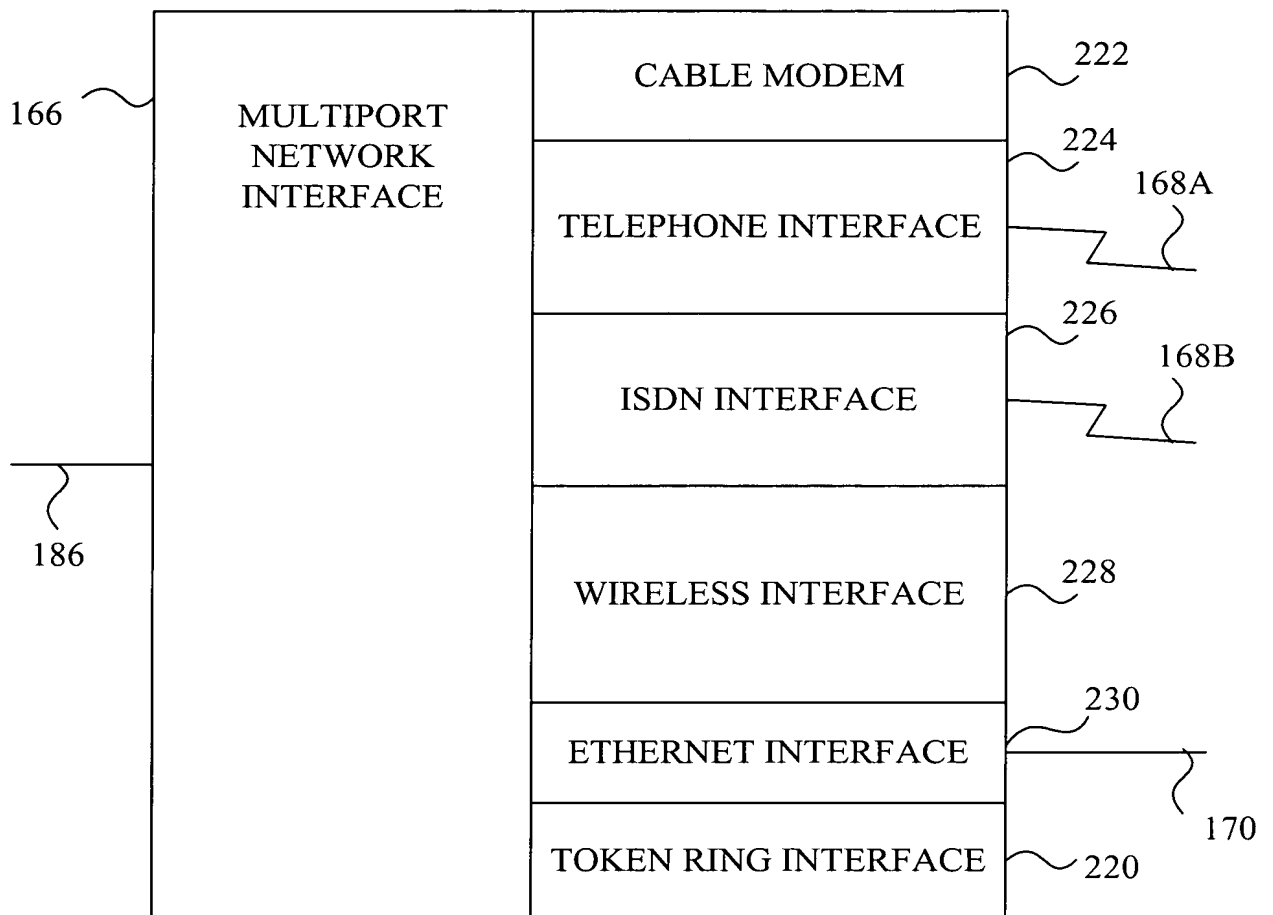 CABLE MODEM
222
166
MULTIPORT
NETWORK
INTERFACE
224
168A
TELEPHONE INTERFACE
226
168B
ISDN INTERFACE
186
WIRELESS INTERFACE
228
230
ETHERNET INTERFACE
170
TOKEN RING INTERFACE
220